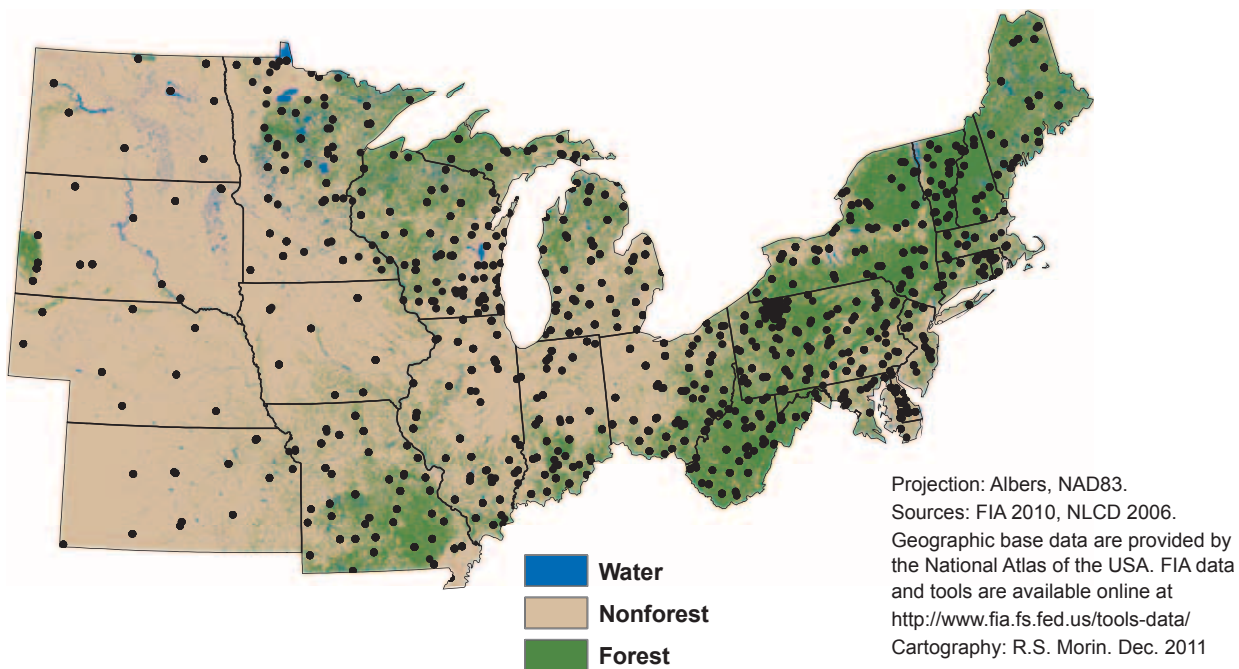 Water
Nonforest
Forest
Projection: Albers, NAD83.
Sources: FIA 2010, NLCD 2006.
Geographic base data are provided by
the National Atlas of the USA. FIA data
and tools are available online at
http://www.fia.fs.fed.us/tools-data/
Cartography: R.S. Morin. Dec. 2011